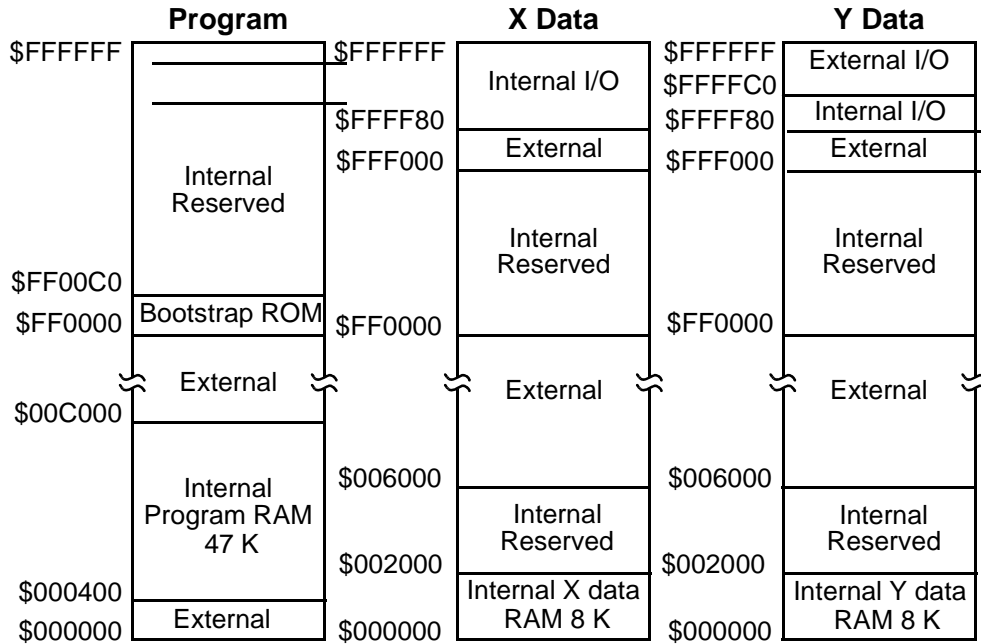 Program
$FFFFFF
Internal
Reserved
$FF00C0
Bootstrap ROM
$FF0000
External
$00C000
Internal
Program RAM
47 K
$000400
External
$000000
X Data
$FFFFFF
Internal I/O
$FFFF80
External
$FFF000
Internal
Reserved
$FF0000
External
$006000
Internal
Reserved
$002000
Internal X data
RAM 8 K
$000000
Y Data
$FFFFFF
External I/O
$FFFFC0
Internal I/O
$FFFF80
External
$FFF000
Internal
Reserved
$FF0000
External
$006000
Internal
Reserved
$002000
Internal Y data
RAM 8 K
$000000